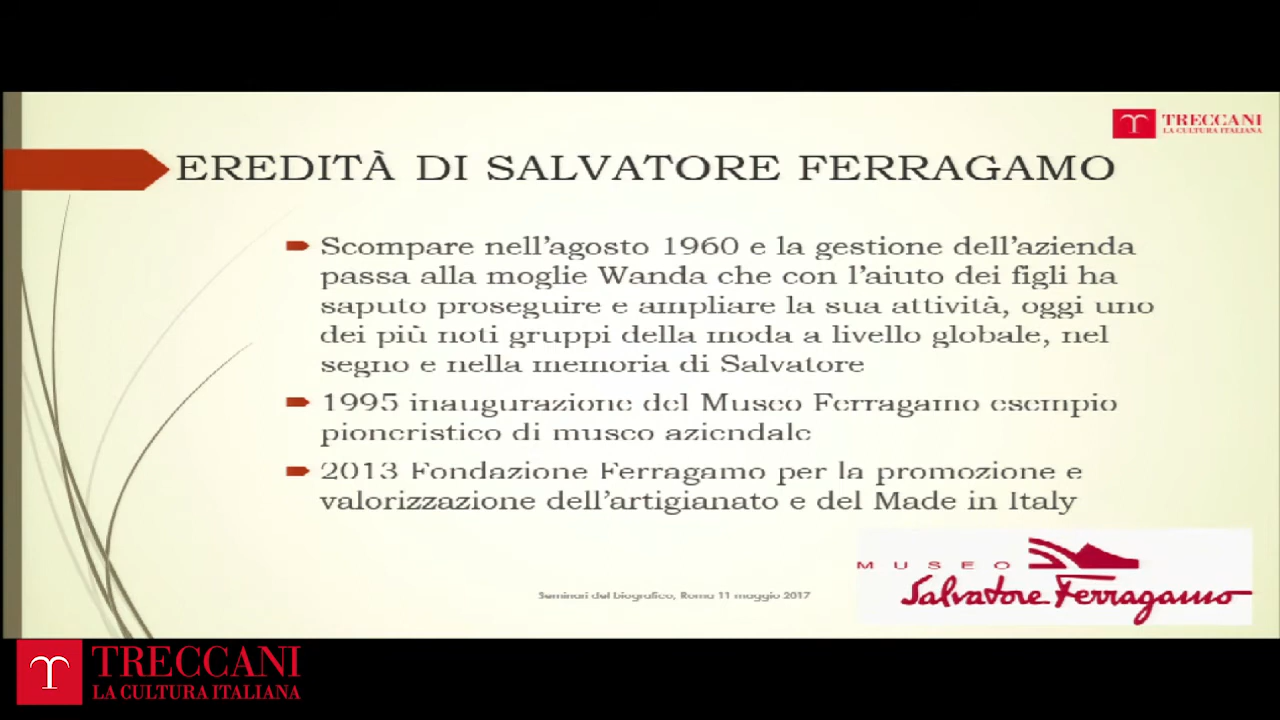 TRECCANI
LA CULTURA ITALIANA
EREDITÀ DI SALVATORE FERRAGAMO
Scompare nell'agosto 1960 e la gestione dell'azienda
passa alla moglie Wanda che con l'aiuto dei figli ha
saputo proseguire e ampliare la sua attività, oggi uno
dei più noti gruppi della moda a livello globale, nel
segno e nella memoria di Salvatore
1995 inaugurazione del Museo Ferragamo esempio
pioneristico di museo aziendale
2013 Fondazione Ferragamo per la promozione e
valorizzazione dell'artigianato e del Made in Italy
MUSEO
Salvatore Ferragamo
Seminari del biografico, Roma 11 maggio 2017
TRECCANI
LA CULTURA ITALIANA